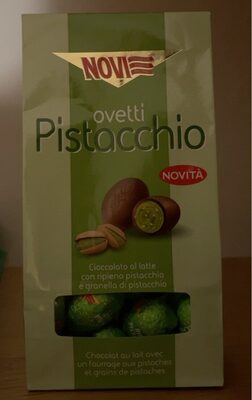 NOVI
ovetti
Pistacchio
NOVITÀ
Cioccolato al latte
con ripieno pistacchio
e granella di pistacchio
Chocolat au lait avec
un fourrage aux pistaches
et grains de pistaches